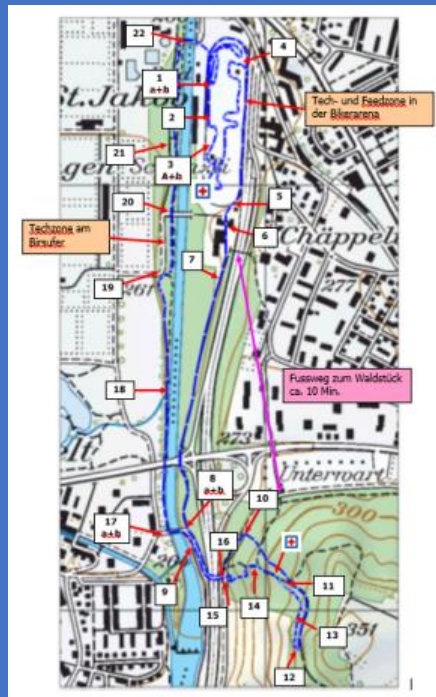 22
4
1
a+b
St. Jakob
Tech- und Feedzone in
der Bikerarena
2
21
3
A+b
20
5
Techzone am
Birsufer
6
Chäppel
7
19
261
277
Fussweg zum Waldstück
ca. 10 Min.
18
273
Unterwart
8
a+b
10
300
17
a+b
16
11
9
15
14
13
351
12